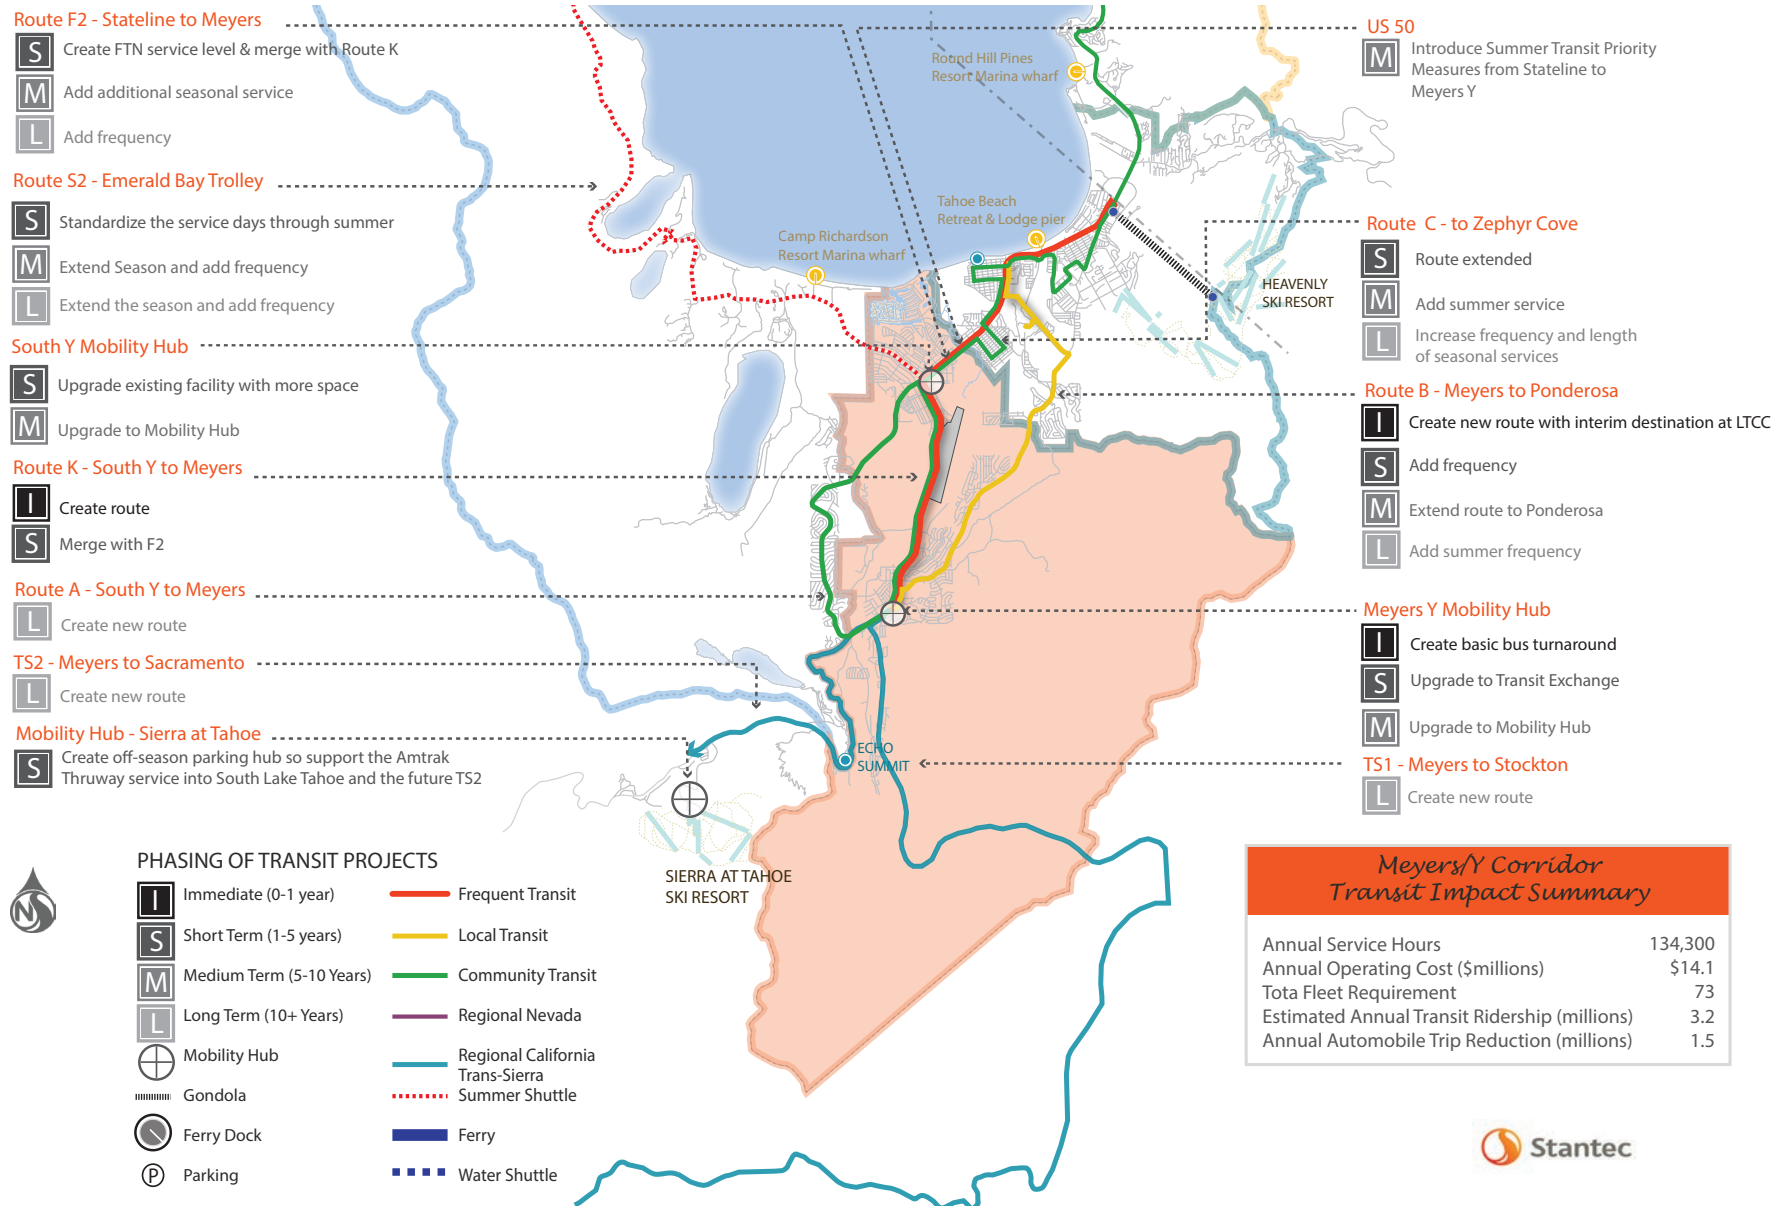 Route F2 - Stateline to Meyers
S
Create FTN service level & merge with Route K
M
Add additional seasonal service
L
Add frequency
Route S2 - Emerald Bay Trolley
S
Standardize the service days through summer
M
Extend Season and add frequency
L
Extend the season and add frequency
South Y Mobility Hub
S
Upgrade existing facility with more space
M
Upgrade to Mobility Hub
Route K - South Y to Meyers
I
Create route
S
Merge with F2
Route A - South Y to Meyers
L
Create new route
TS2 - Meyers to Sacramento
L
Create new route
Mobility Hub - Sierra at Tahoe
S
Create off-season parking hub so support the Amtrak
Thruway service into South Lake Tahoe and the future TS2
Round Hill Pines
Resort Marina wharf
Tahoe Beach
Retreat & Lodge pier
Camp Richardson
Resort Marina wharf
HEAVENLY
SKI RESORT
ECHO
SUMMIT
SIERRA AT TAHOE
SKI RESORT
US 50
M
Introduce Summer Transit Priority
Measures from Stateline to
Meyers Y
Route C - to Zephyr Cove
S
Route extended
M
Add summer service
L
Increase frequency and length
of seasonal services
Route B - Meyers to Ponderosa
I
Create new route with interim destination at LTCC
S
Add frequency
M
Extend route to Ponderosa
L
Add summer frequency
Meyers Y Mobility Hub
I
Create basic bus turnaround
S
Upgrade to Transit Exchange
M
Upgrade to Mobility Hub
TS1 - Meyers to Stockton
L
Create new route
N
PHASING OF TRANSIT PROJECTS
I
Immediate (0-1 year)
S
Short Term (1-5 years)
M
Medium Term (5-10 Years)
L
Long Term (10+ Years)
Mobility Hub
Gondola
Ferry Dock
P
Parking
Frequent Transit
Local Transit
Community Transit
Regional Nevada
Regional California
Trans-Sierra
Summer Shuttle
Ferry
Water Shuttle
Meyers/Y Corridor
Transit Impact Summary
Annual Service Hours 134,300
Annual Operating Cost ($millions) $14.1
Tota Fleet Requirement 73
Estimated Annual Transit Ridership (millions) 3.2
Annual Automobile Trip Reduction (millions) 1.5
Stantec